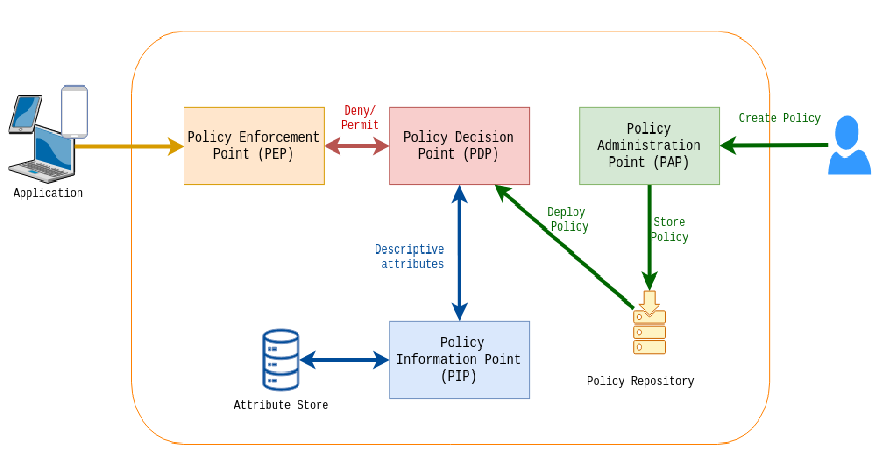 Deny/
Permit
Create Policy
Policy Enforcement
Point (PEP)
Policy Decision
Point (PDP)
Policy
Administration
Point (PAP)
Application
Deploy
Policy
Store
Policy
Descriptive
attributes
Policy
Information Point
(PIP)
Policy Repository
Attribute Store